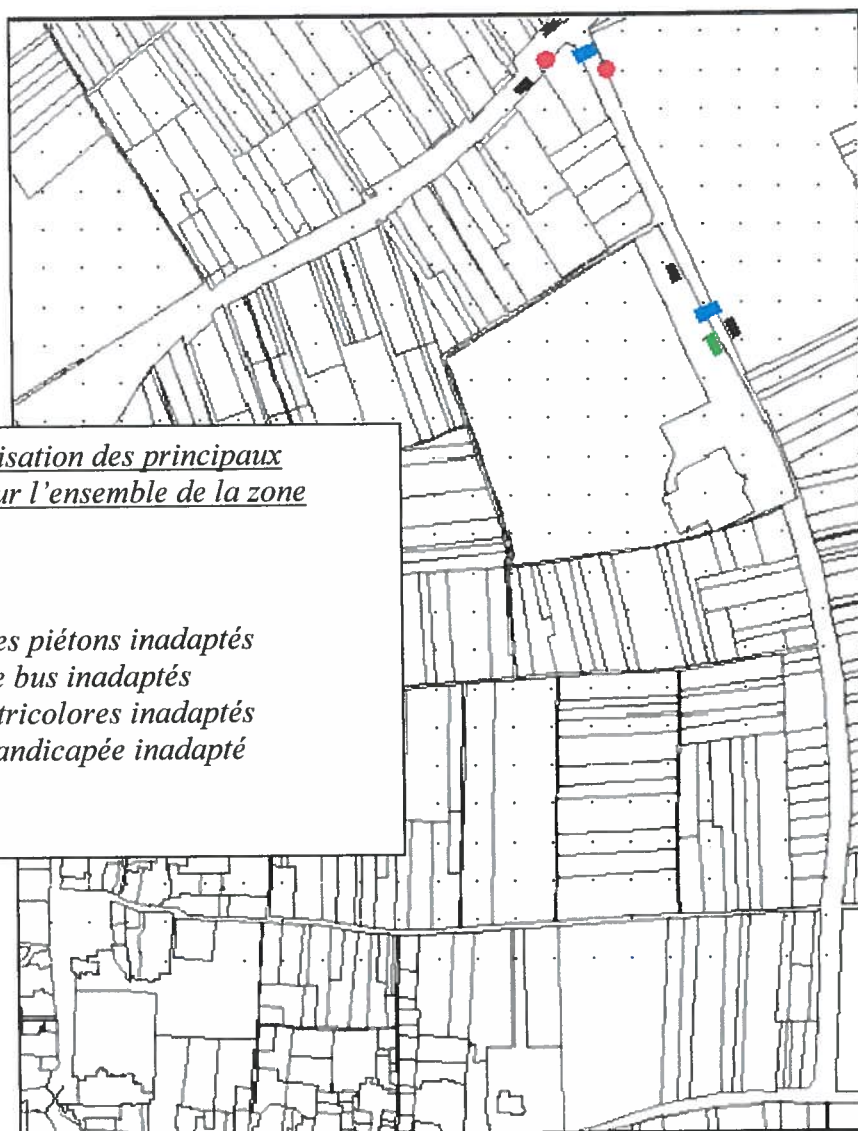 isation des principaux
ur l'ensemble de la zone
es piétons inadaptés
e bus inadaptés
tricolores inadaptés
andicapée inadapté